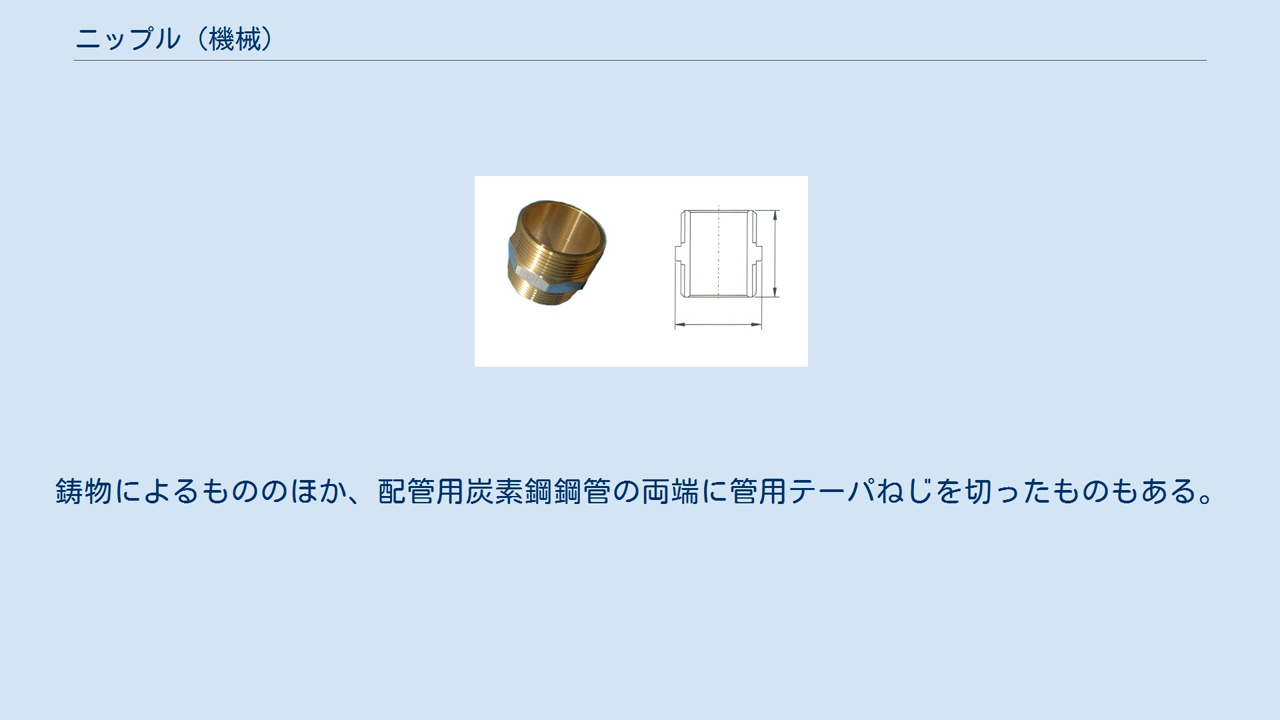 ニップル（機械）
鋳物によるもののほか、配管用炭素鋼鋼管の両端に管用テーパねじを切ったものもある。